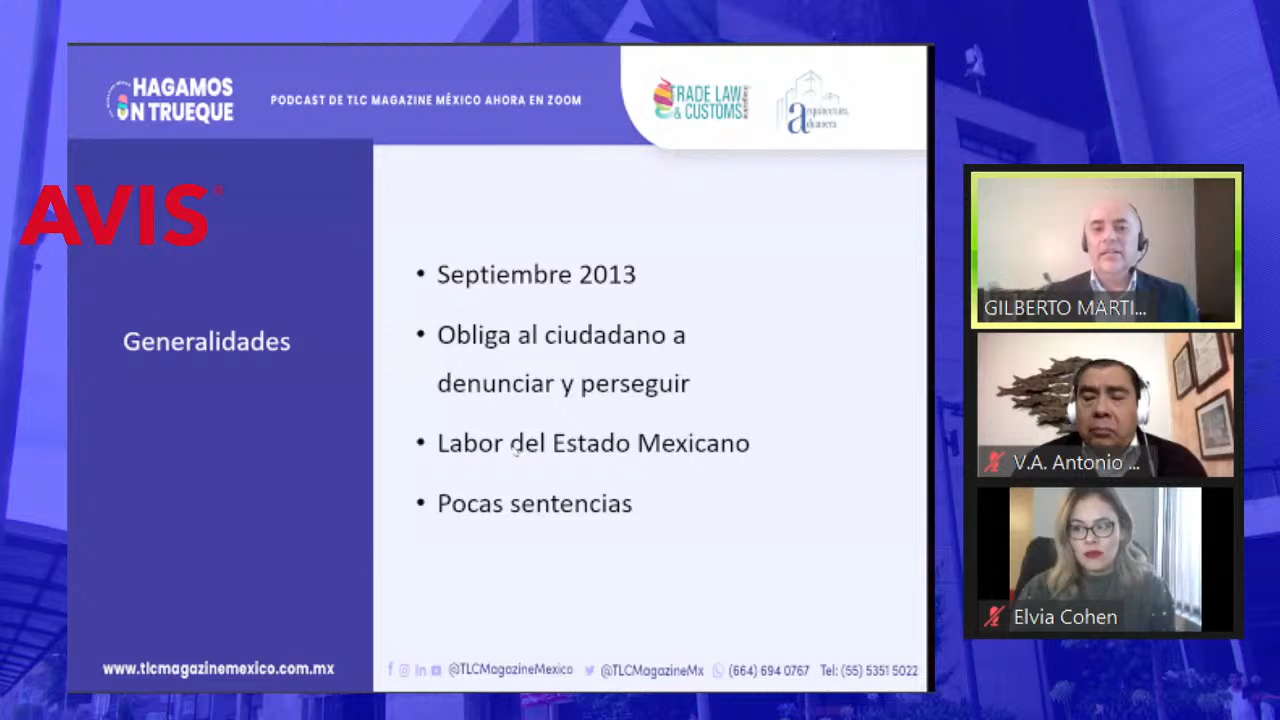 HAGAMOS
UN TRUEQUE
PODCAST DE TLC MAGAZINE MÉXICO AHORA EN ZOOM
TRADE LAW
& CUSTOMS
arquitectura
aduanera
AVIS®
Generalidades
• Septiembre 2013
• Obliga al ciudadano a
denunciar y perseguir
• Labor del Estado Mexicano
• Pocas sentencias
www.tlcmagazinemexico.com.mx
@TLCMagazineMexico
@TLCMagazineMx
(664) 694 0767
Tel: (55) 5351 5022
GILBERTO MARTI...
V.A. Antonio ...
Elvia Cohen